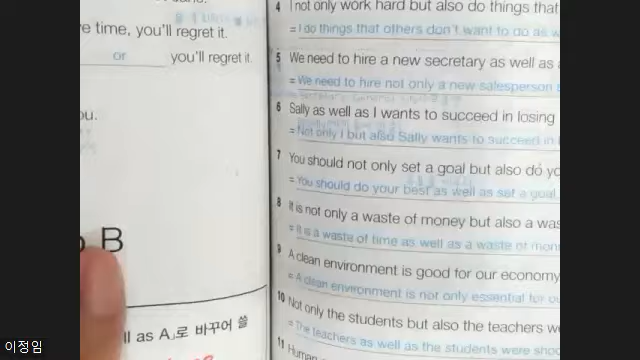 e time, you'll regret it.
or you'll regret it.
ou.
B
ll as A」로 바꾸어 쓸
4 I not only work hard but also do things that
= I do things that others don't want to do as w
5 We need to hire a new secretary as well as
= We need to hire not only a new salesperson
6 Sally as well as I wants to succeed in losing
= Not only I but also Sally wants to succeed in
7 You should not only set a goal but also do yo
= You should do your best as well as set a goal
8 It is not only a waste of money but also a was
= It is a waste of time as well as a waste of mon
9 A clean environment is good for our economy
= A clean environment is not only essential for ou
10 Not only the students but also the teachers w
= The teachers as well as the students were shoc
11 Human
이정임